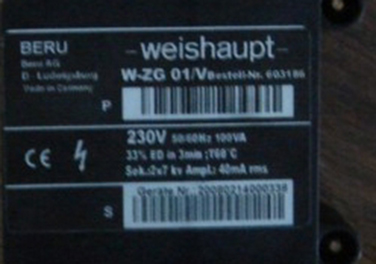 BERU
Beru AG
D - Ludwigsburg
Made in Germany
-weishaupt-
W-ZG 01/V Bestell-Nr. 603186
P
230V 50/60Hz 100VA
33% ED in 3min ;T60°C
Sek.:2x7 kv Ampl.: 40mA rms
CE
S
Geräte Nr.: 20080214000338